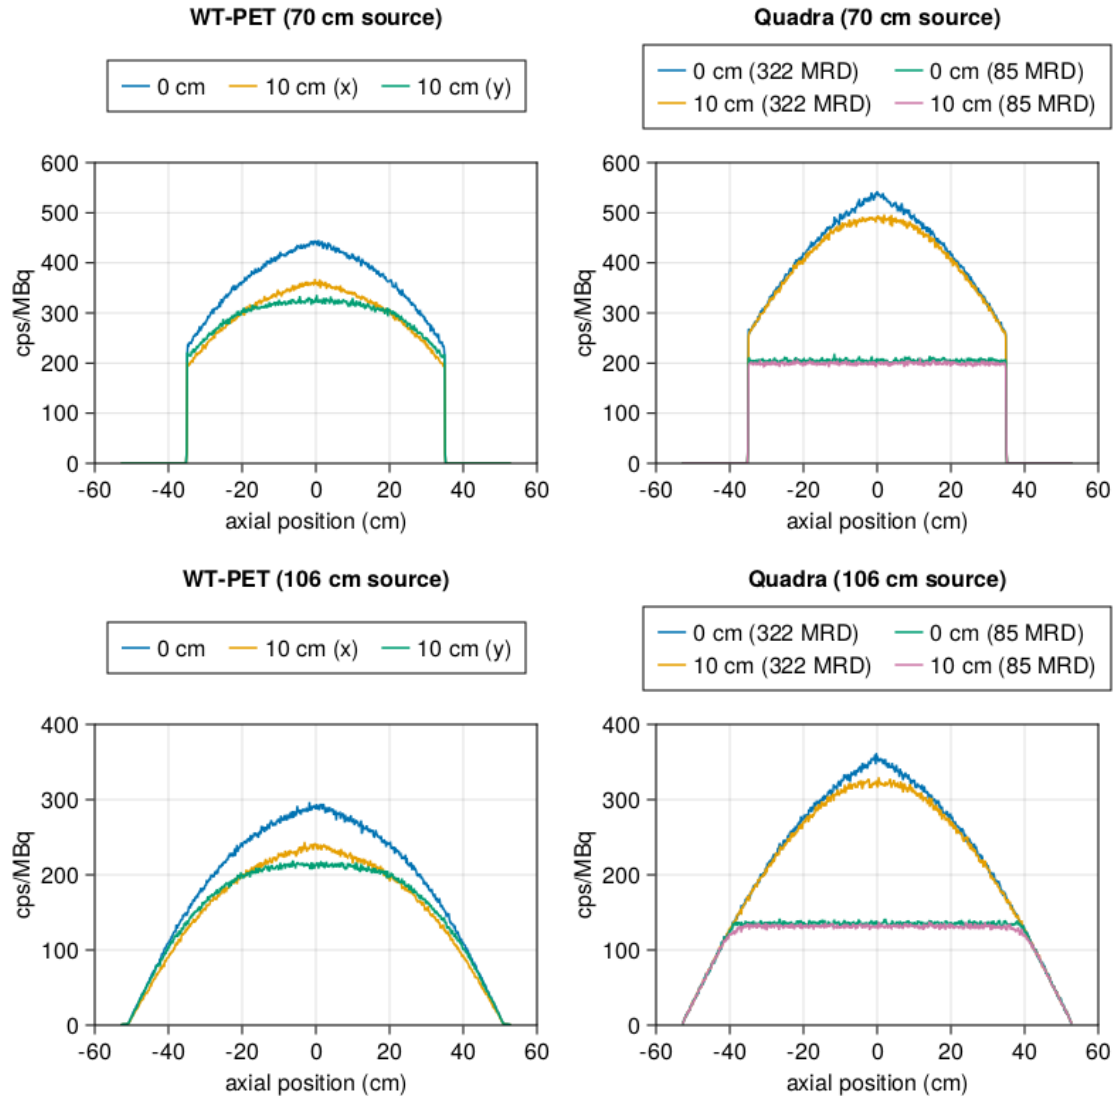 WT-PET (70 cm source)
0 cm 10 cm (x) 10 cm (y)
cps/MBq
600
500
400
300
200
100
0
-60 -40 -20 0 20 40 60
axial position (cm)
Quadra (70 cm source)
0 cm (322 MRD) 0 cm (85 MRD)
10 cm (322 MRD) 10 cm (85 MRD)
cps/MBq
600
500
400
300
200
100
0
-60 -40 -20 0 20 40 60
axial position (cm)
WT-PET (106 cm source)
0 cm 10 cm (x) 10 cm (y)
cps/MBq
400
300
200
100
0
-60 -40 -20 0 20 40 60
axial position (cm)
Quadra (106 cm source)
0 cm (322 MRD) 0 cm (85 MRD)
10 cm (322 MRD) 10 cm (85 MRD)
cps/MBq
400
300
200
100
0
-60 -40 -20 0 20 40 60
axial position (cm)